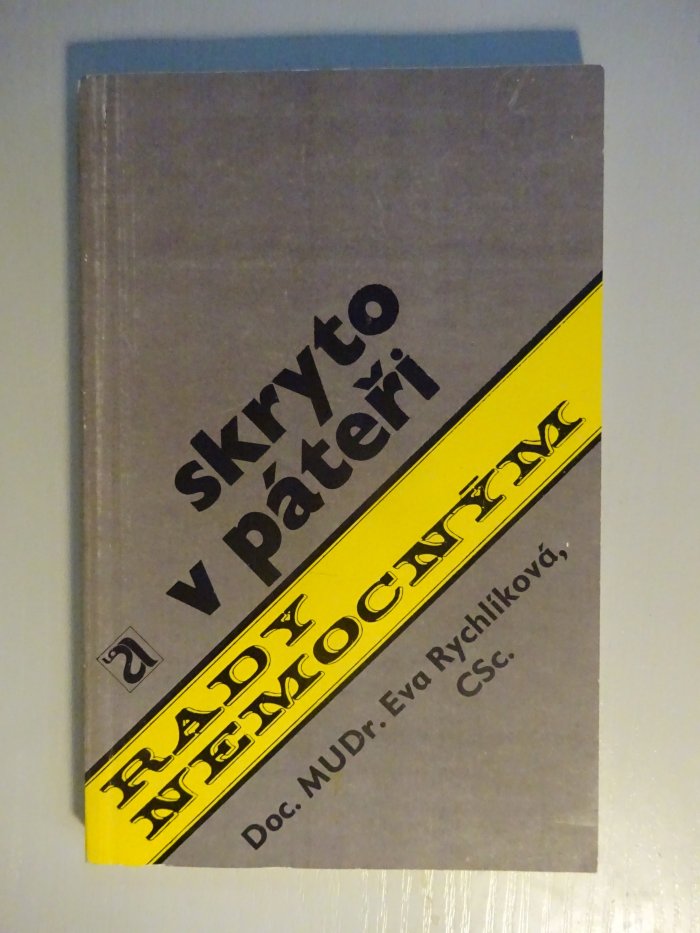 skryto
v páteři
RADY
NEMOCNÝM
Doc. MUDr. Eva Rychlíková,
CSc.